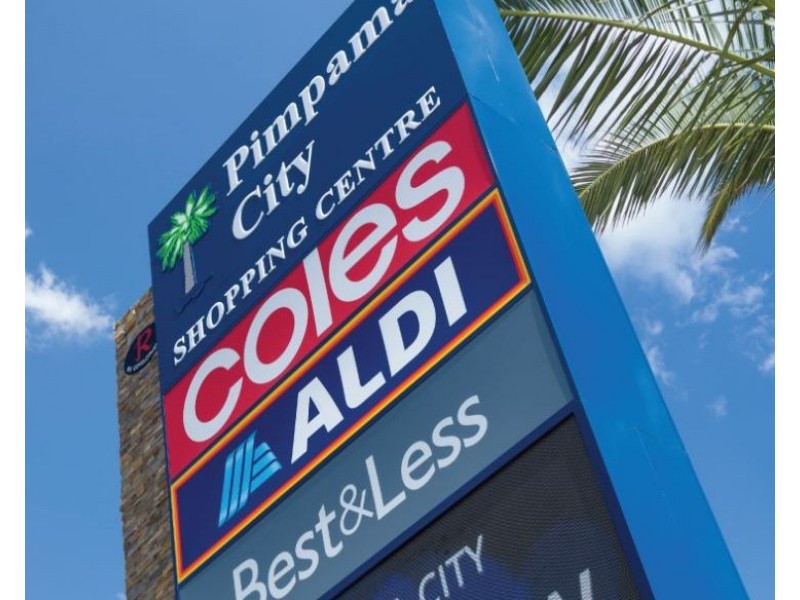 Pimpama
City
SHOPPING CENTRE
coles
ALDI
Best&Less
CITY
R